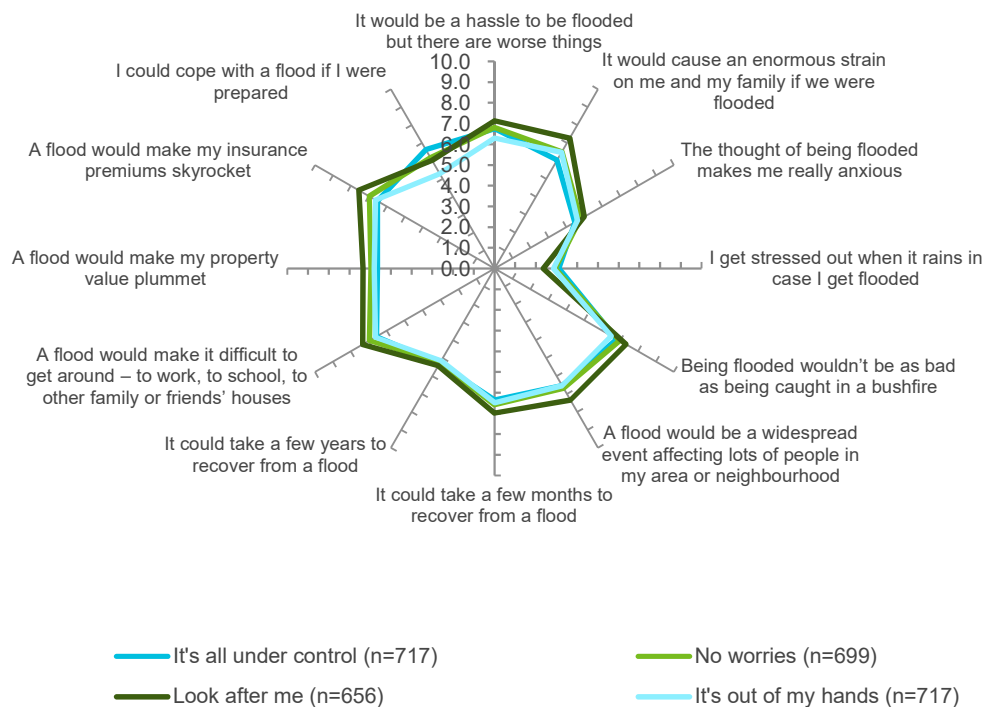 It would be a hassle to be flooded
but there are worse things
It would cause an enormous strain
on me and my family if we were
flooded
The thought of being flooded
makes me really anxious
I get stressed out when it rains in
case I get flooded
Being flooded wouldn’t be as bad
as being caught in a bushfire
A flood would be a widespread
event affecting lots of people in
my area or neighbourhood
It could take a few months to
recover from a flood
It could take a few years to
recover from a flood
A flood would make it difficult to
get around – to work, to school, to
other family or friends’ houses
A flood would make my property
value plummet
A flood would make my insurance
premiums skyrocket
I could cope with a flood if I were
prepared
10.0
9.0
8.0
7.0
6.0
5.0
4.0
3.0
2.0
1.0
0.0
It's all under control (n=717)
No worries (n=699)
Look after me (n=656)
It's out of my hands (n=717)